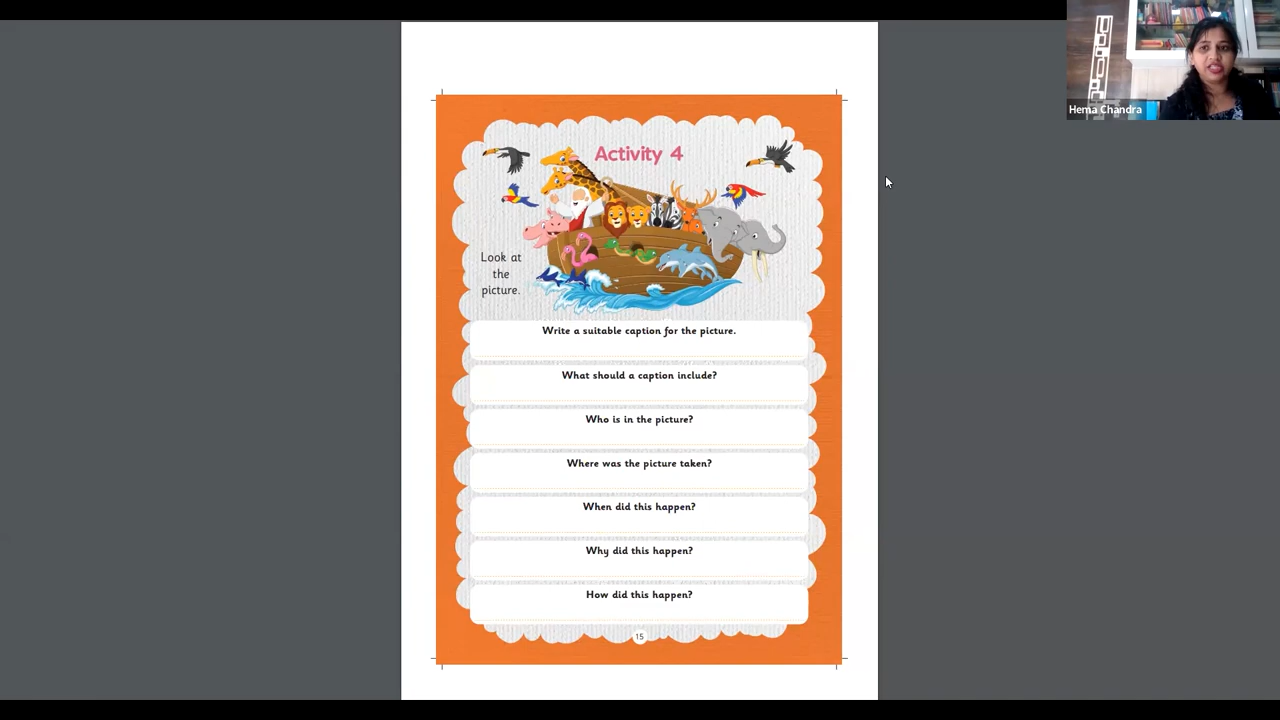 Hema Chandra
Activity 4
Look at
the
picture.
Write a suitable caption for the picture.
What should a caption include?
Who is in the picture?
Where was the picture taken?
When did this happen?
Why did this happen?
How did this happen?
15